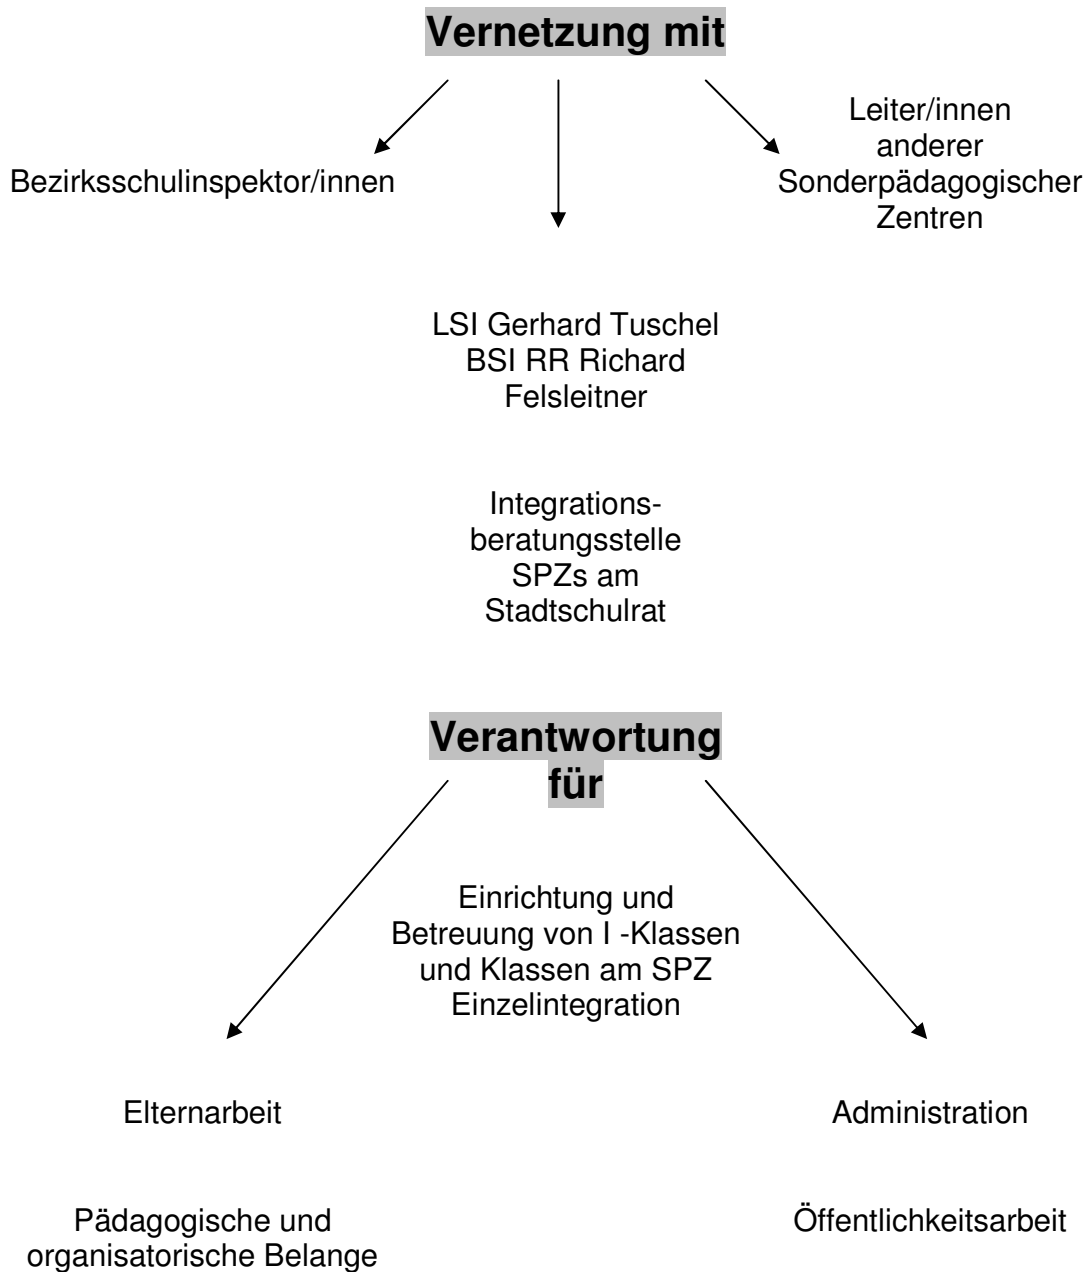 Vernetzung mit
Bezirksschulinspektor/innen
Leiter/innen
anderer
Sonderpädagogischer
Zentren
LSI Gerhard Tuschel
BSI RR Richard
Felsleitner
Integrations-
beratungsstelle
SPZs am
Stadtschulrat
Verantwortung
für
Einrichtung und
Betreuung von I -Klassen
und Klassen am SPZ
Einzelintegration
Elternarbeit
Administration
Pädagogische und
organisatorische Belange
Öffentlichkeitsarbeit